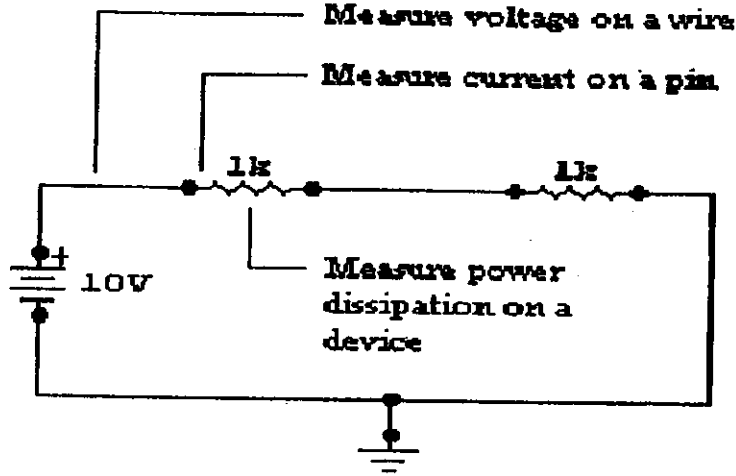 Measure voltage on a wire
Measure current on a pin
1k
1k
+
10V
Measure power
dissipation on a
device